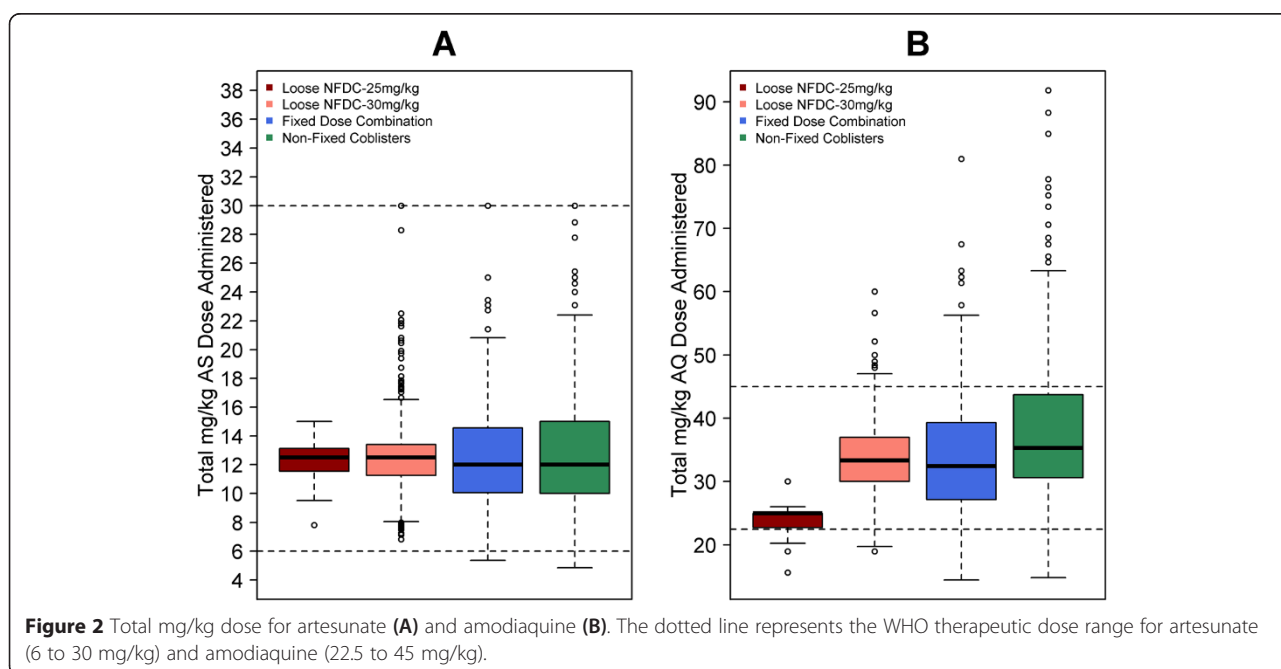 A
B
Total mg/kg AS Dose Administered
38
36
34
32
30
28
26
24
22
20
18
16
14
12
10
8
6
4
Loose NFDC-25mg/kg
Loose NFDC-30mg/kg
Fixed Dose Combination
Non-Fixed Coblisters
Total mg/kg AQ Dose Administered
90
80
70
60
50
40
30
20
Loose NFDC-25mg/kg
Loose NFDC-30mg/kg
Fixed Dose Combination
Non-Fixed Coblisters
Figure 2 Total mg/kg dose for artesunate (A) and amodiaquine (B). The dotted line represents the WHO therapeutic dose range for artesunate
(6 to 30 mg/kg) and amodiaquine (22.5 to 45 mg/kg).